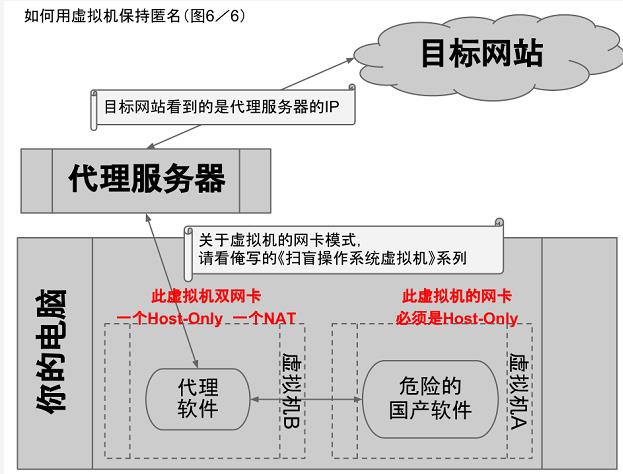 如何用虚拟机保持匿名(图6／6)
目标网站
目标网站看到的是代理服务器的IP
代理服务器
关于虚拟机的网卡模式,
请看俺写的《扫盲操作系统虚拟机》系列
你的电脑
此虚拟机双网卡
一个Host-Only 一个NAT
此虚拟机的网卡
必须是Host-Only
代理
软件
虚拟机B
危险的
国产软件
虚拟机A